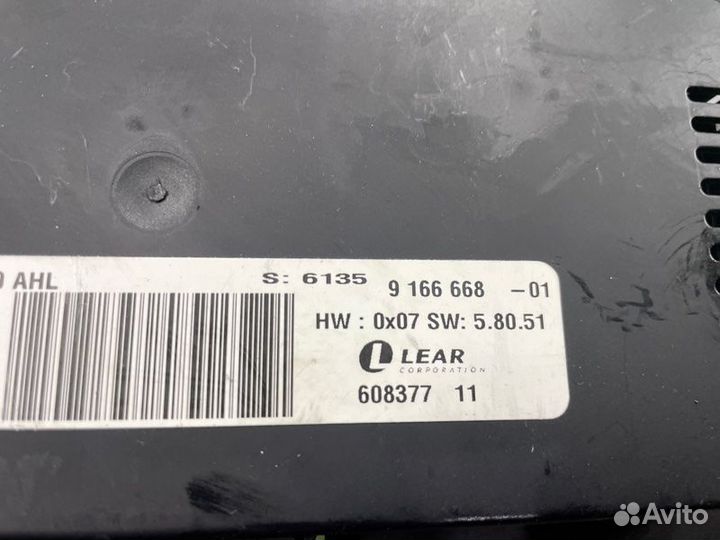 AHL
S: 6135 9 166 668 -01
HW : 0x07 SW: 5.80.51
LEAR
CORPORATION
608377 11
Avito